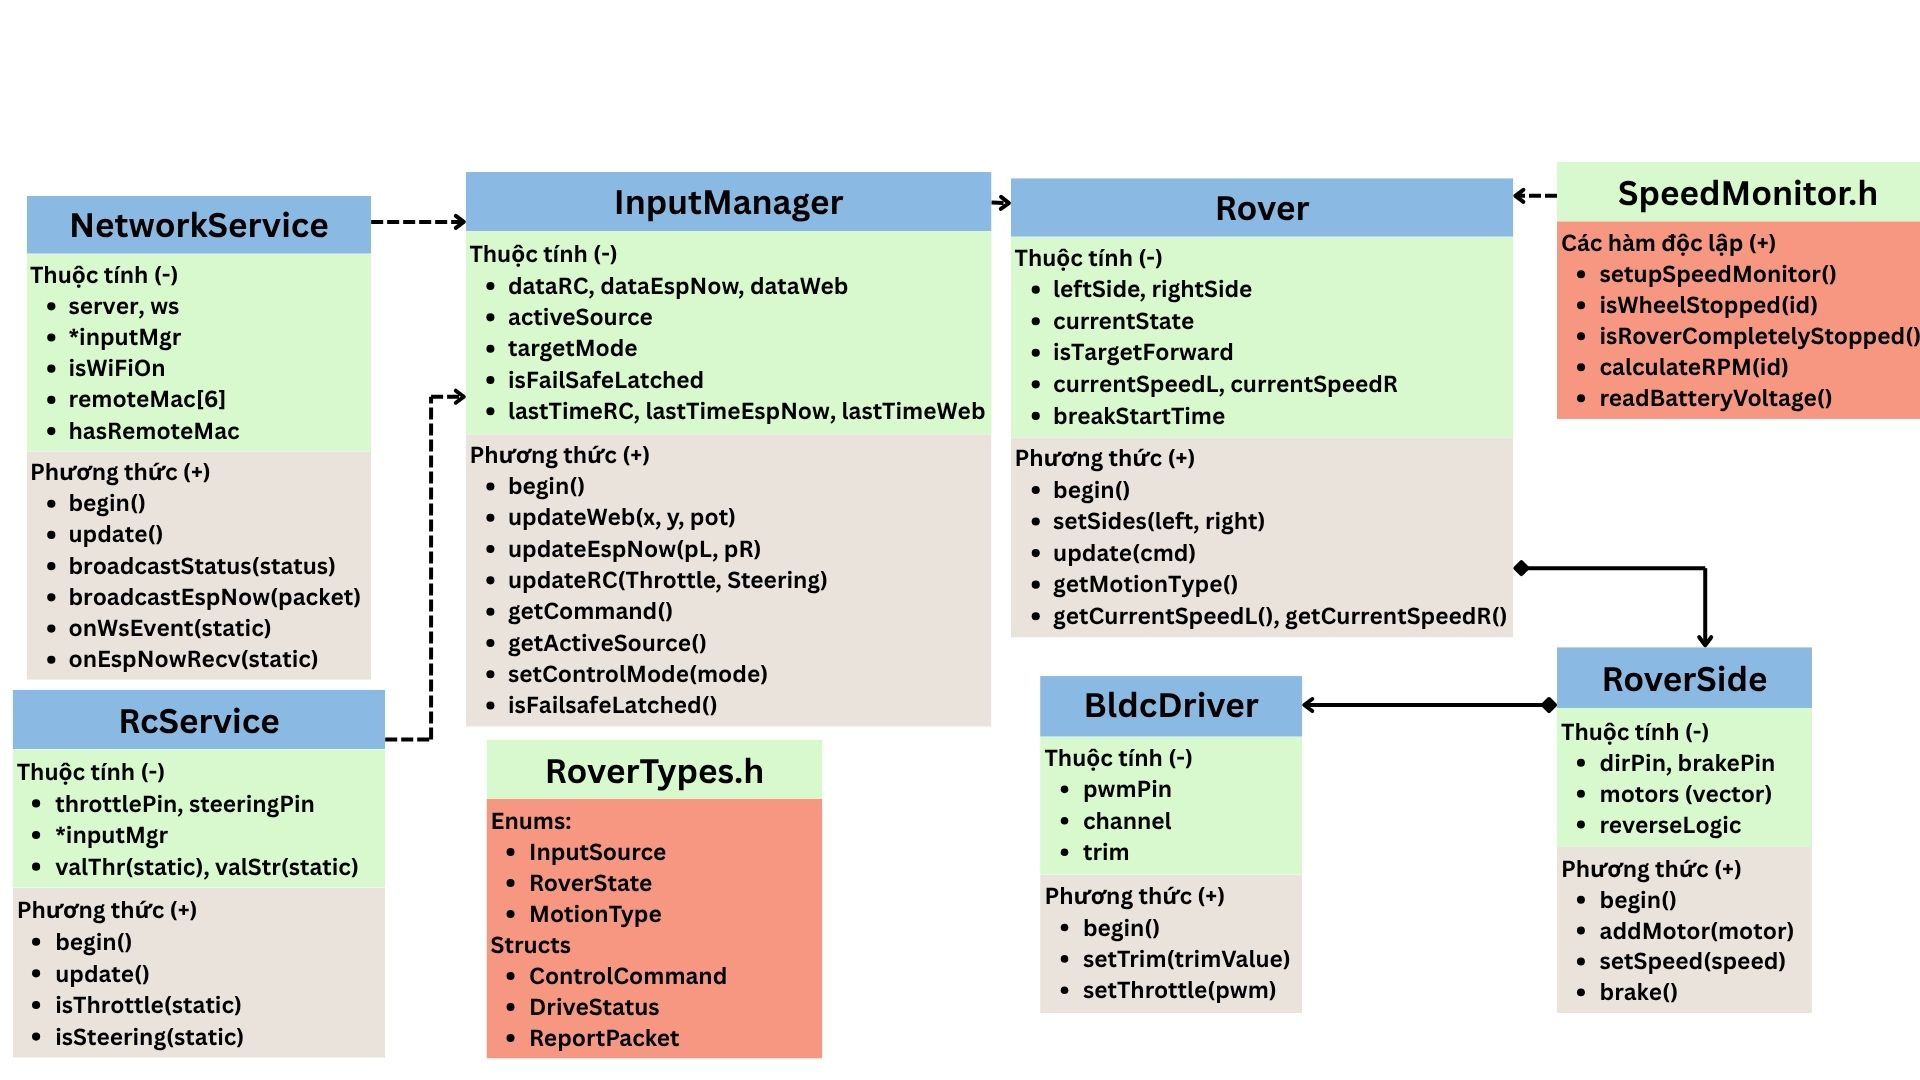 NetworkService
Thuộc tính (-)
server, ws
*inputMgr
isWiFiOn
remoteMac[6]
hasRemoteMac
Phương thức (+)
begin()
update()
broadcastStatus(status)
broadcastEspNow(packet)
onWsEvent(static)
onEspNowRecv(static)
RcService
Thuộc tính (-)
throttlePin, steeringPin
*inputMgr
valThr(static), valStr(static)
Phương thức (+)
begin()
update()
isThrottle(static)
isSteering(static)
InputManager
Thuộc tính (-)
dataRC, dataEspNow, dataWeb
activeSource
targetMode
isFailSafeLatched
lastTimeRC, lastTimeEspNow, lastTimeWeb
Phương thức (+)
begin()
updateWeb(x, y, pot)
updateEspNow(pL, pR)
updateRC(Throttle, Steering)
getCommand()
getActiveSource()
setControlMode(mode)
isFailsafeLatched()
RoverTypes.h
Enums:
InputSource
RoverState
MotionType
Structs
ControlCommand
DriveStatus
ReportPacket
Rover
Thuộc tính (-)
leftSide, rightSide
currentState
isTargetForward
currentSpeedL, currentSpeedR
breakStartTime
Phương thức (+)
begin()
setSides(left, right)
update(cmd)
getMotionType()
getCurrentSpeedL(), getCurrentSpeedR()
BldcDriver
Thuộc tính (-)
pwmPin
channel
trim
Phương thức (+)
begin()
setTrim(trimValue)
setThrottle(pwm)
SpeedMonitor.h
Các hàm độc lập (+)
setupSpeedMonitor()
isWheelStopped(id)
isRoverCompletelyStopped()
calculateRPM(id)
readBatteryVoltage()
RoverSide
Thuộc tính (-)
dirPin, brakePin
motors (vector)
reverseLogic
Phương thức (+)
begin()
addMotor(motor)
setSpeed(speed)
brake()